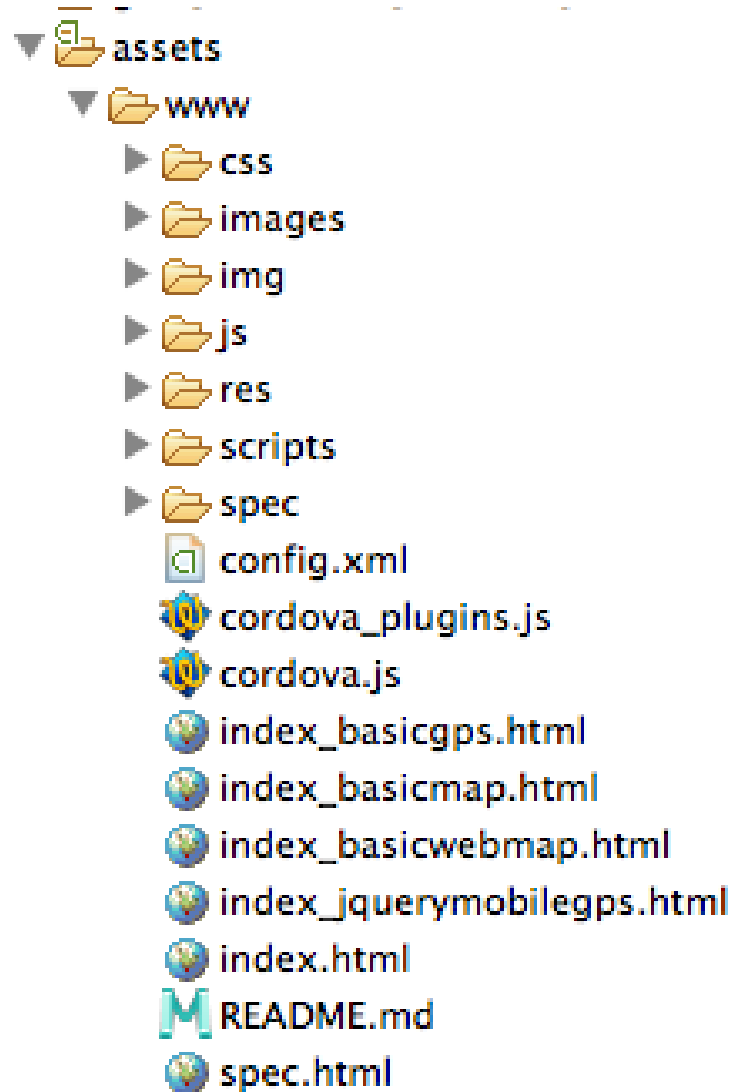 assets
www
css
images
img
js
res
scripts
spec
config.xml
cordova_plugins.js
cordova.js
index_basicgps.html
index_basicmap.html
index_basicwebmap.html
index_jquerymobilegps.html
index.html
README.md
spec.html